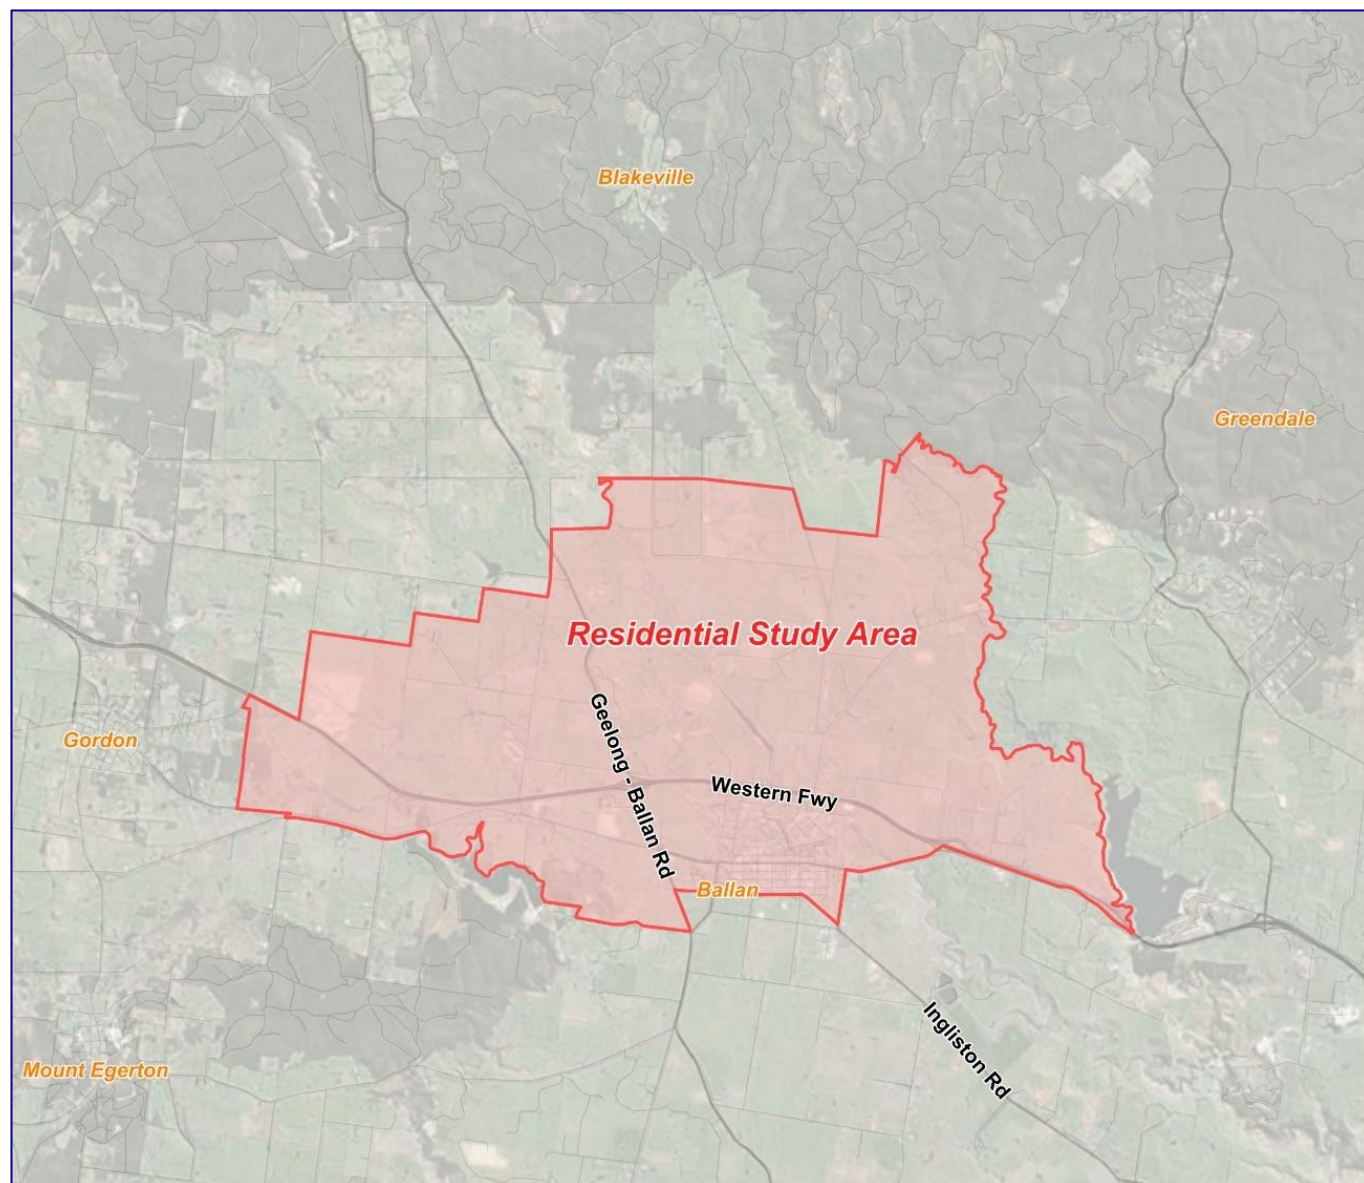 Blakeville
Greendale
Residential Study Area
Gordon
Geelong - Ballan Rd
Western Fwy
Ballan
Ingliston Rd
Mount Egerton